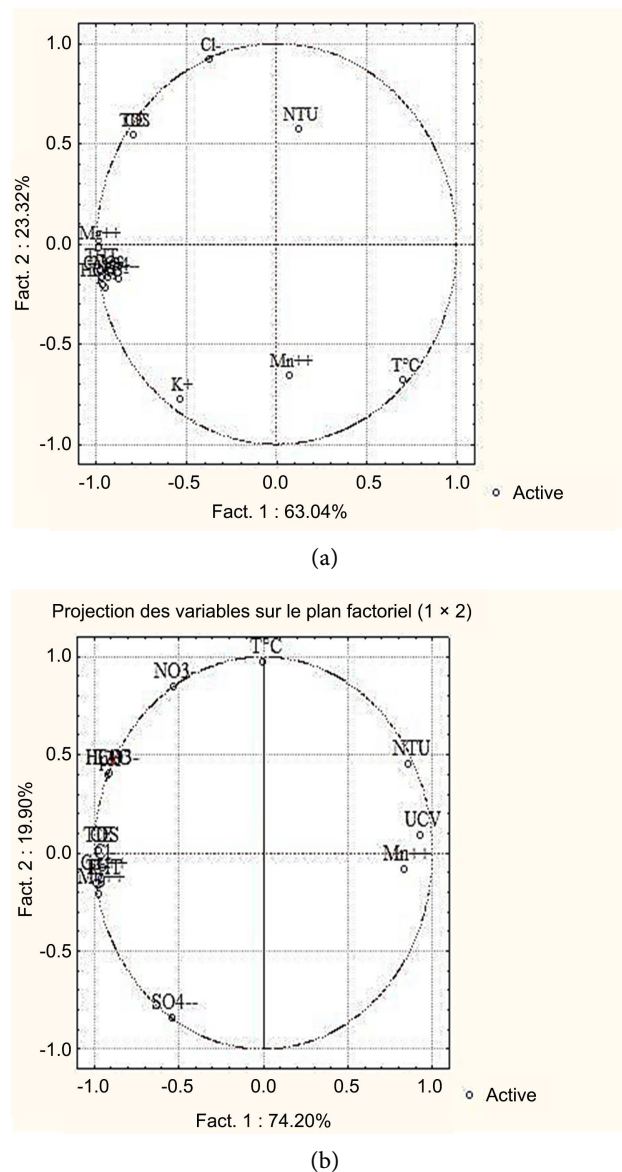 1.0
Cl-
NTU
0.5
Mg++
0.0
-0.5
Mn++
T°C
K+
-1.0
-1.0 -0.5 0.0 0.5 1.0
Fact. 2 : 23.32%
Fact. 1 : 63.04%
Active
(a)
Projection des variables sur le plan factoriel (1 × 2)
T°C
1.0
NO3-
NTU
0.5
UCV
Mn++
0.0
-0.5
SO4--
-1.0
-1.0 -0.5 0.0 0.5 1.0
Fact. 2 : 19.90%
Fact. 1 : 74.20%
Active
(b)